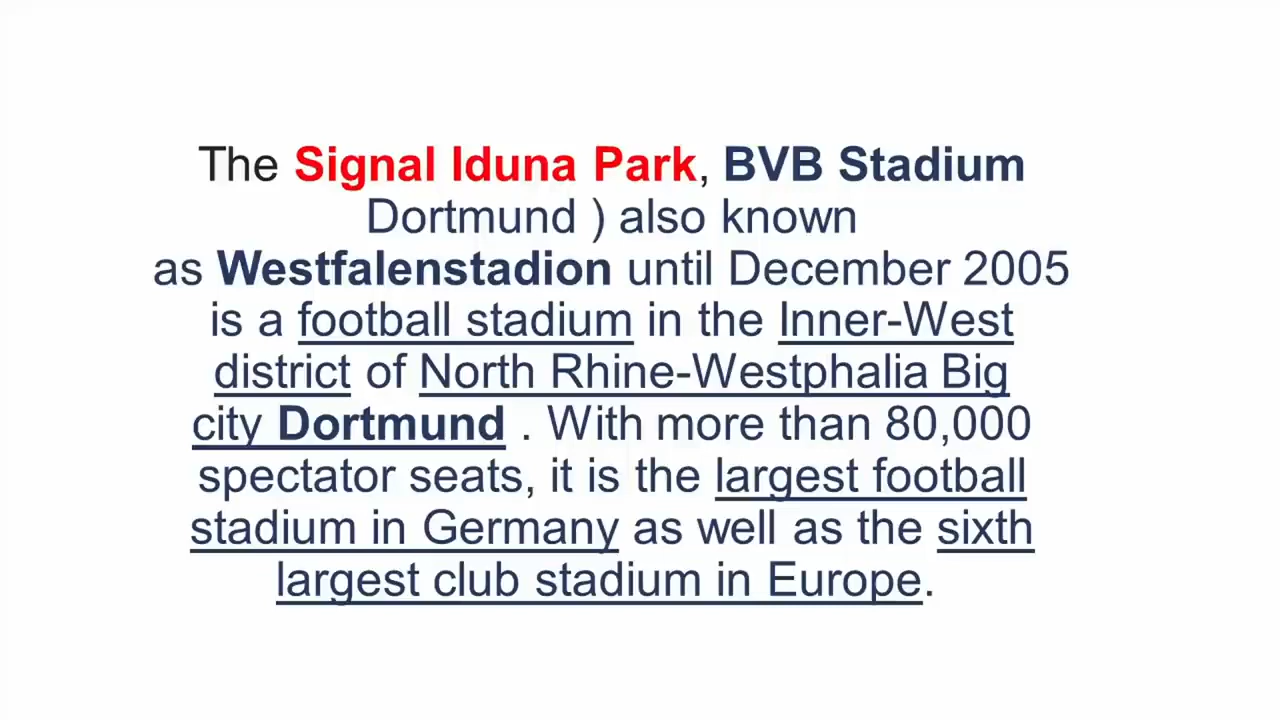 The Signal Iduna Park, BVB Stadium
Dortmund ) also known
as Westfalenstadion until December 2005
is a football stadium in the Inner-West
district of North Rhine-Westphalia Big
city Dortmund . With more than 80,000
spectator seats, it is the largest football
stadium in Germany as well as the sixth
largest club stadium in Europe.